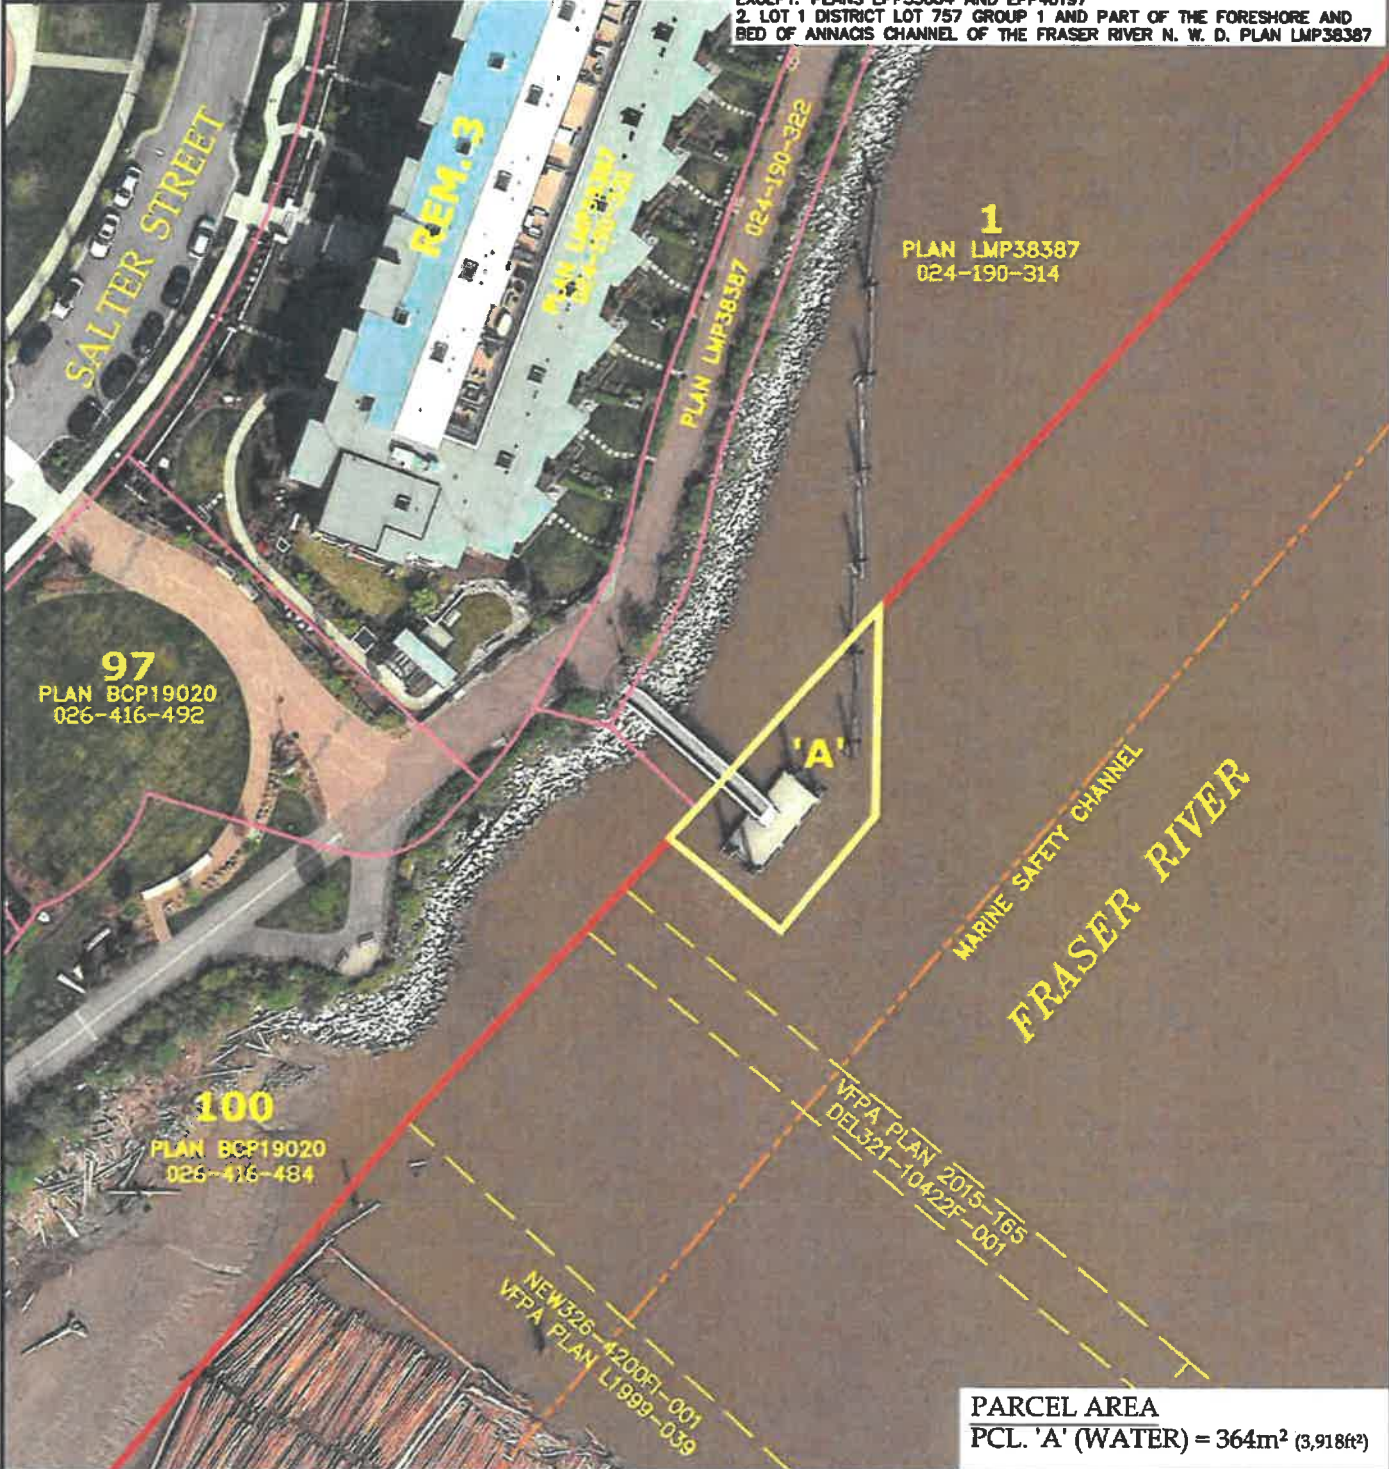 2. LOT 1 DISTRICT LOT 757 GROUP 1 AND PART OF THE FORESHORE AND
BED OF ANNACIS CHANNEL OF THE FRASER RIVER N. W. D. PLAN LMP38387
SALTER STREET
REM. 3
PLAN LMP38387
PLAN LMP38387 024-190-322
1
PLAN LMP38387
024-190-314
97
PLAN BCP19020
026-416-492
'A'
MARINE SAFETY CHANNEL
FRASER RIVER
100
PLAN BCP19020
026-416-484
VFPA PLAN 2015-165
DEL321-10422F-001
NEW326-4200F1-001
VFPA PLAN L1999-039
PARCEL AREA
PCL. 'A' (WATER) = 364m² (3,918ft²)